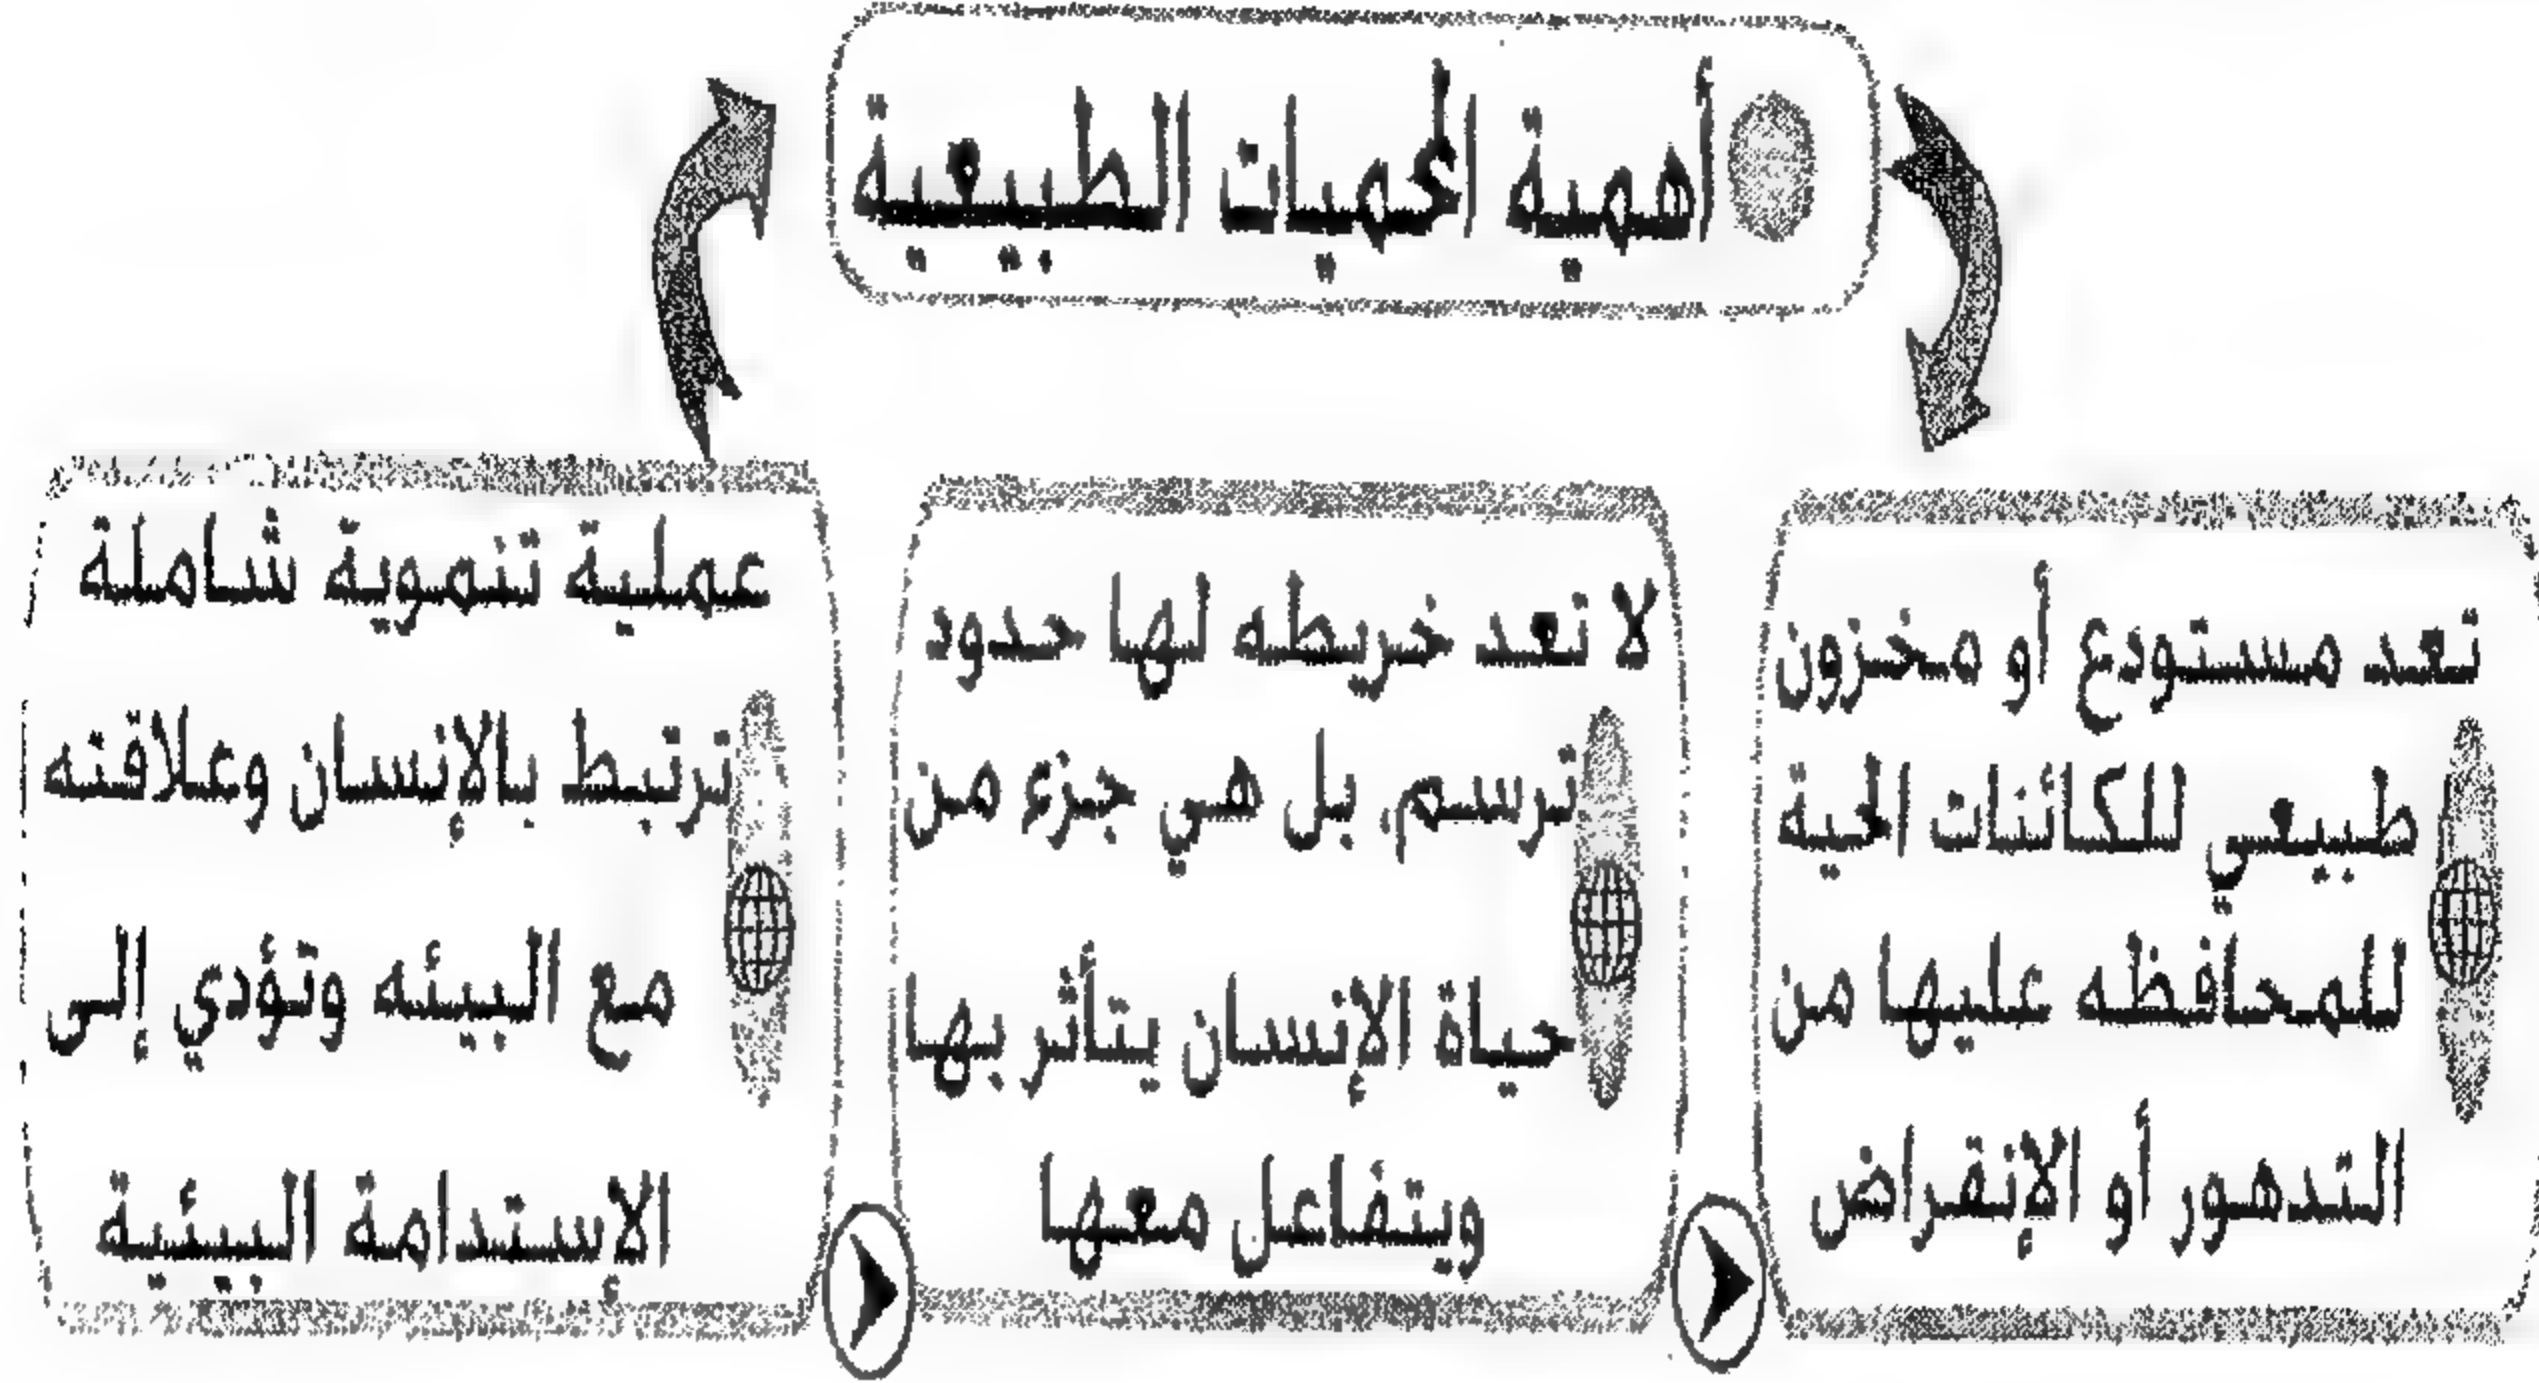 أهمية المحميات الطبيعية
تعد مستودع أو مخزون
طبيعي للكائنات الحية
للمحافظه عليها من
التدهور أو الإنقراض
لا تعد خريطه لها حدود
ترسم، بل هي جزء من
حياة الإنسان يتأثر بها
ويتفاعل معها
عملية تنموية شاملة
ترتبط بالإنسان وعلاقته
مع البيئه وتؤدي إلى
الإستدامة البيئية